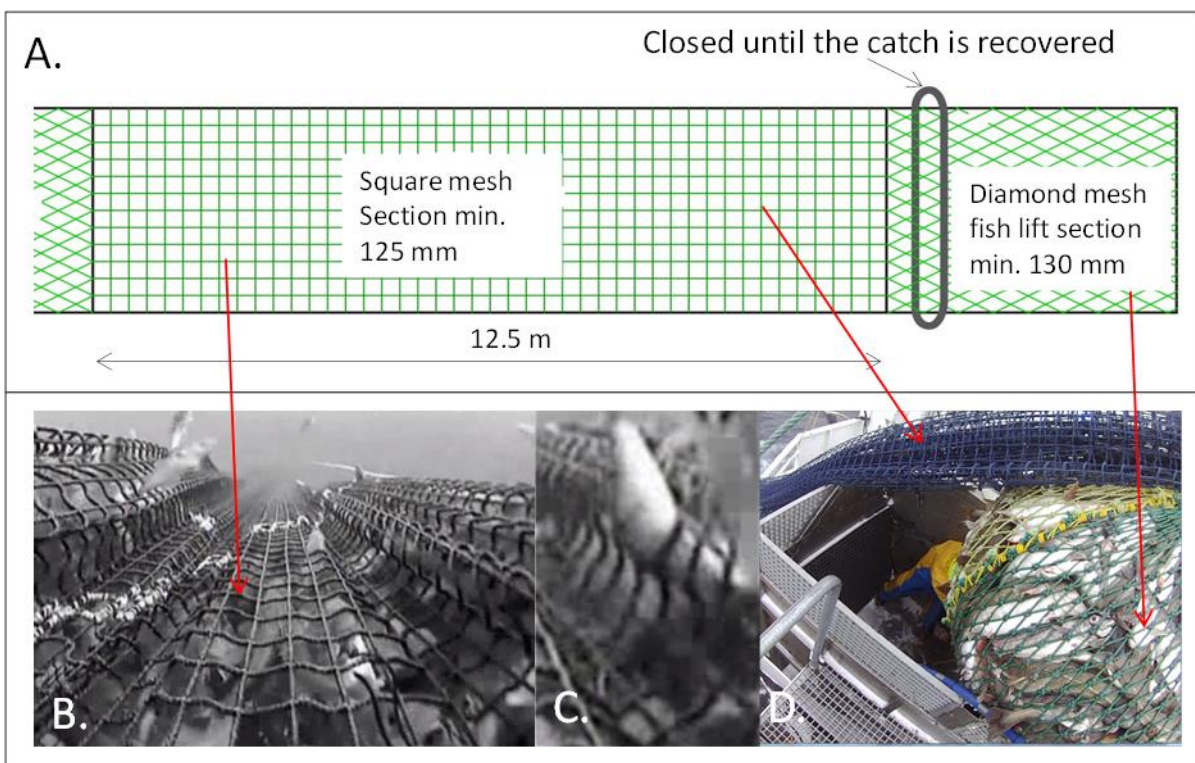 A.
Closed until the catch is recovered
Square mesh
Section min.
125 mm
Diamond mesh
fish lift section
min. 130 mm
12.5 m
B.
C.
D.